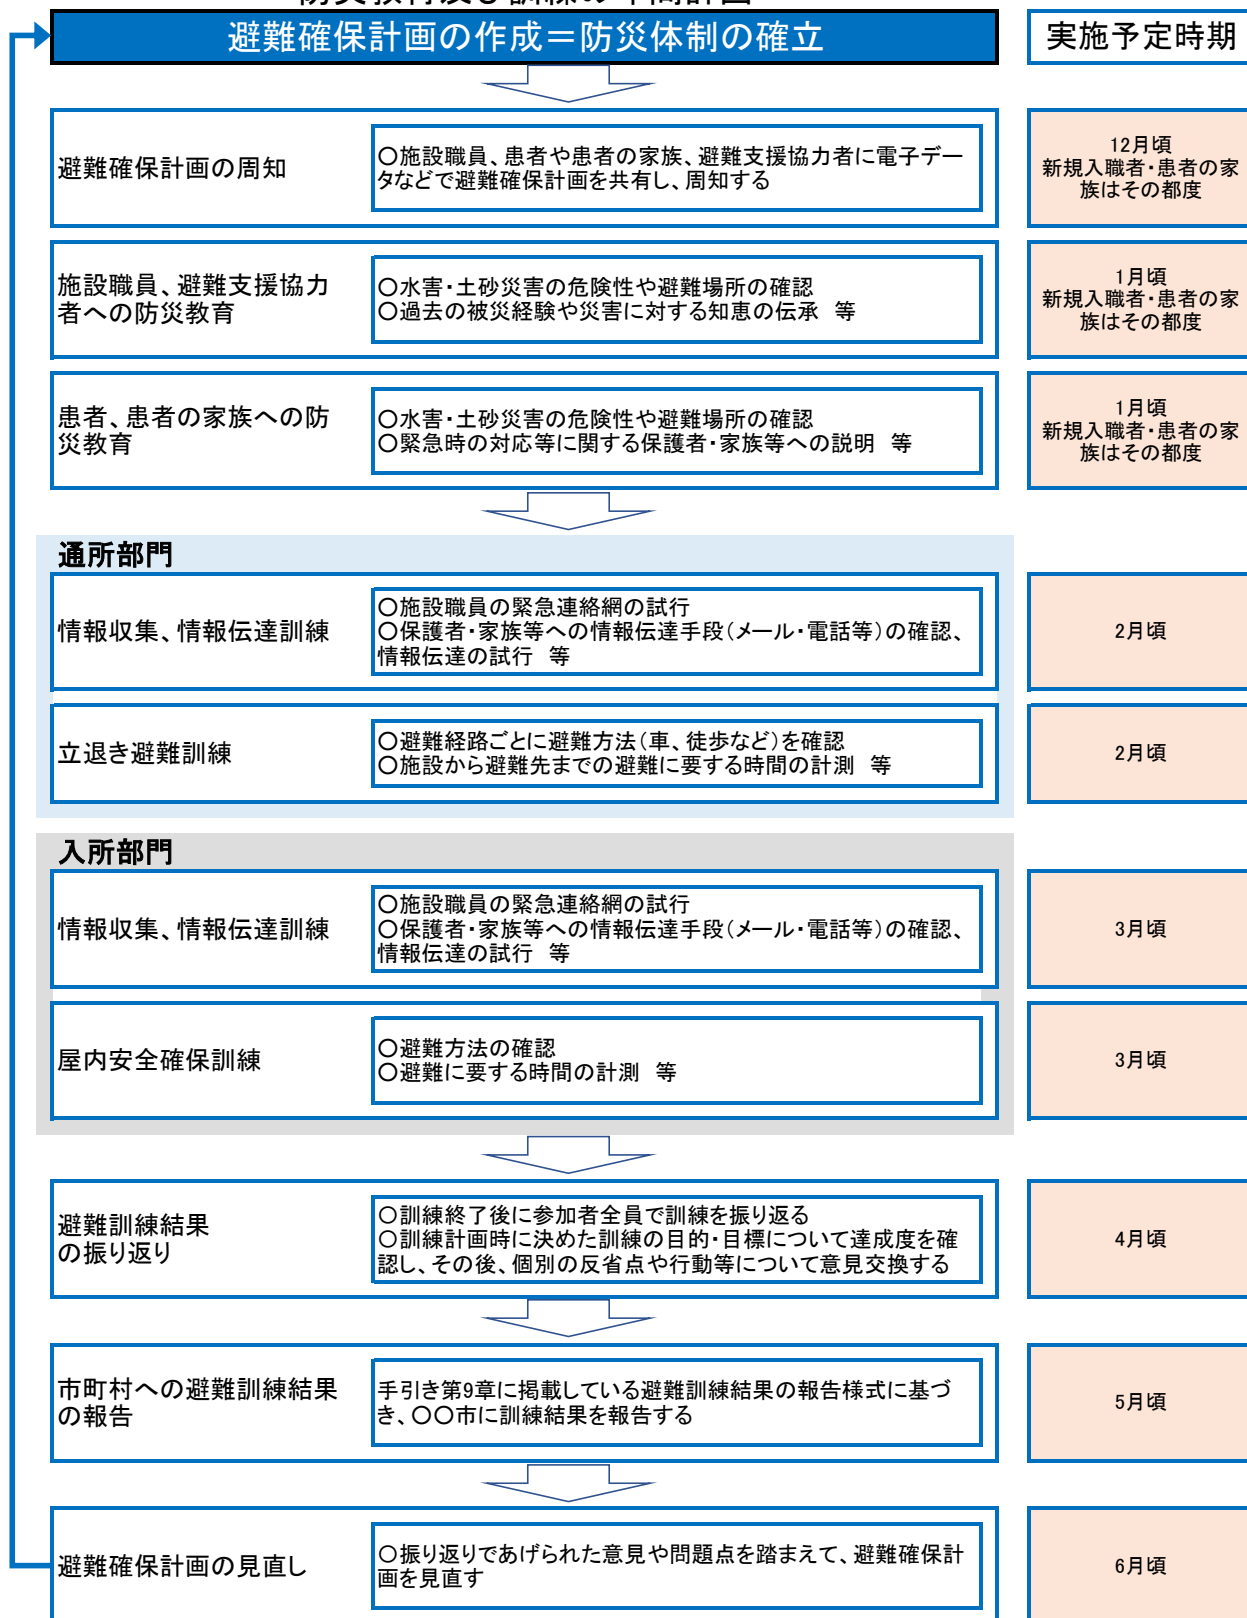 防災教育及び訓練の年間計画
避難確保計画の作成＝防災体制の確立
実施予定時期
避難確保計画の周知
○施設職員、患者や患者の家族、避難支援協力者に電子デー
タなどで避難確保計画を共有し、周知する
12月頃
新規入職者・患者の家
族はその都度
施設職員、避難支援協力
者への防災教育
○水害・土砂災害の危険性や避難場所の確認
○過去の被災経験や災害に対する知恵の伝承　等
1月頃
新規入職者・患者の家
族はその都度
患者、患者の家族への防
災教育
○水害・土砂災害の危険性や避難場所の確認
○緊急時の対応等に関する保護者・家族等への説明　等
1月頃
新規入職者・患者の家
族はその都度
通所部門
情報収集、情報伝達訓練
○施設職員の緊急連絡網の試行
○保護者・家族等への情報伝達手段（メール・電話等）の確認、
情報伝達の試行　等
2月頃
立退き避難訓練
○避難経路ごとに避難方法（車、徒歩など）を確認
○施設から避難先までの避難に要する時間の計測　等
2月頃
入所部門
情報収集、情報伝達訓練
○施設職員の緊急連絡網の試行
○保護者・家族等への情報伝達手段（メール・電話等）の確認、
情報伝達の試行　等
3月頃
屋内安全確保訓練
○避難方法の確認
○避難に要する時間の計測　等
3月頃
避難訓練結果
の振り返り
○訓練終了後に参加者全員で訓練を振り返る
○訓練計画時に決めた訓練の目的・目標について達成度を確
認し、その後、個別の反省点や行動等について意見交換する
4月頃
市町村への避難訓練結果
の報告
手引き第9章に掲載している避難訓練結果の報告様式に基づ
き、○○市に訓練結果を報告する
5月頃
避難確保計画の見直し
○振り返りであげられた意見や問題点を踏まえて、避難確保計
画を見直す
6月頃